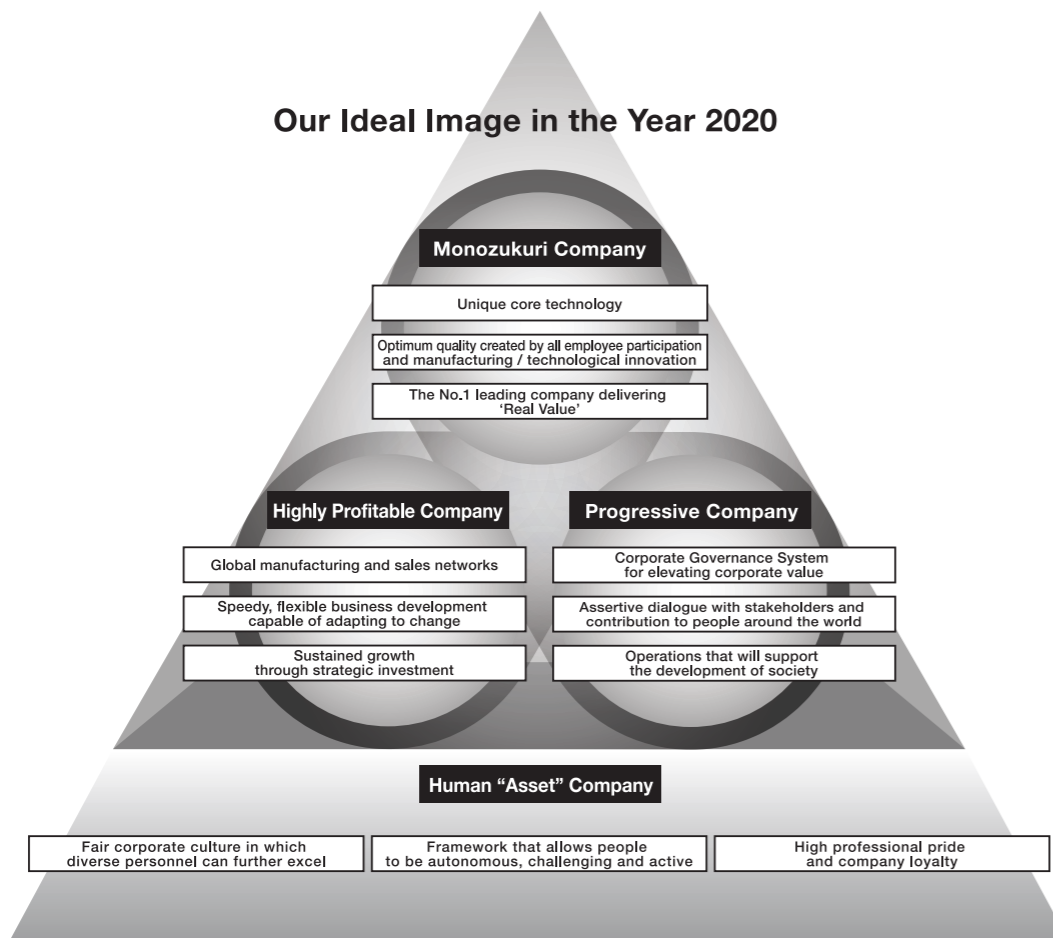 Our Ideal Image in the Year 2020
Monozukuri Company
Unique core technology
Optimum quality created by all employee participation
and manufacturing / technological innovation
The No.1 leading company delivering
‘Real Value’
Highly Profitable Company
Global manufacturing and sales networks
Speedy, flexible business development
capable of adapting to change
Sustained growth
through strategic investment
Progressive Company
Corporate Governance System
for elevating corporate value
Assertive dialogue with stakeholders and
contribution to people around the world
Operations that will support
the development of society
Human “Asset” Company
Fair corporate culture in which
diverse personnel can further excel
Framework that allows people
to be autonomous, challenging and active
High professional pride
and company loyalty